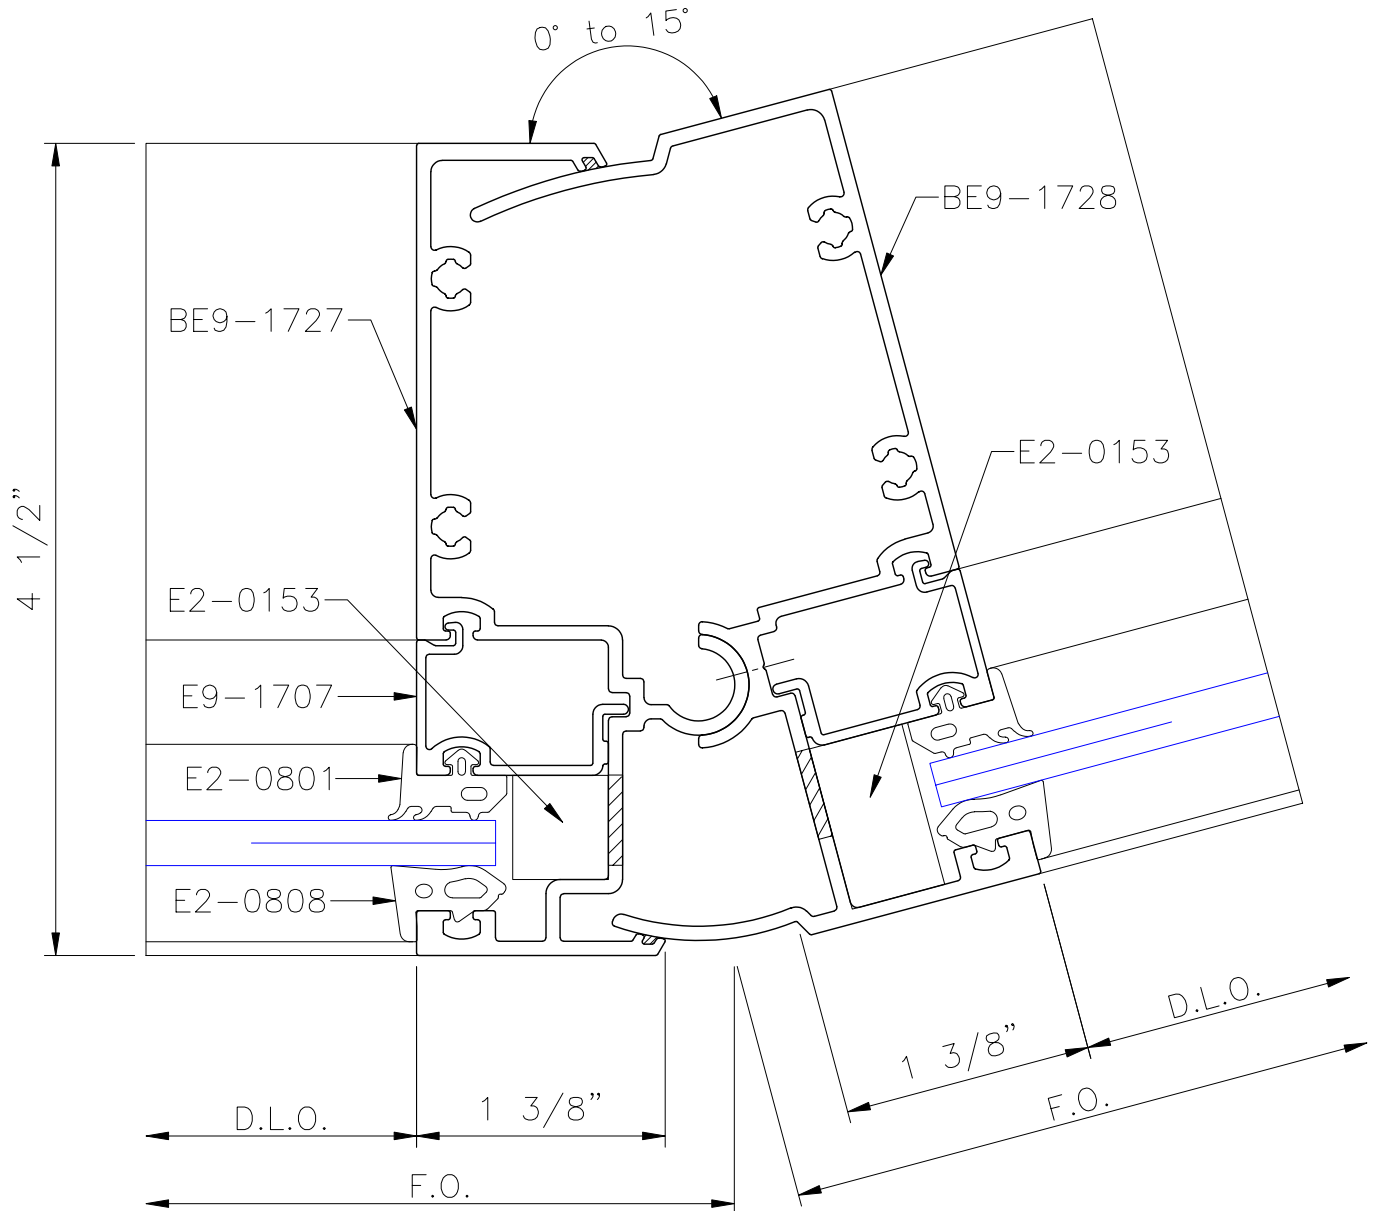 0° to 15°
BE9-1728
BE9-1727
E2-0153
4 1/2”
E2-0153
E9-1707
E2-0801
E2-0808
D.L.O.
1 3/8”
1 3/8”
D.L.O.
F.O.
F.O.